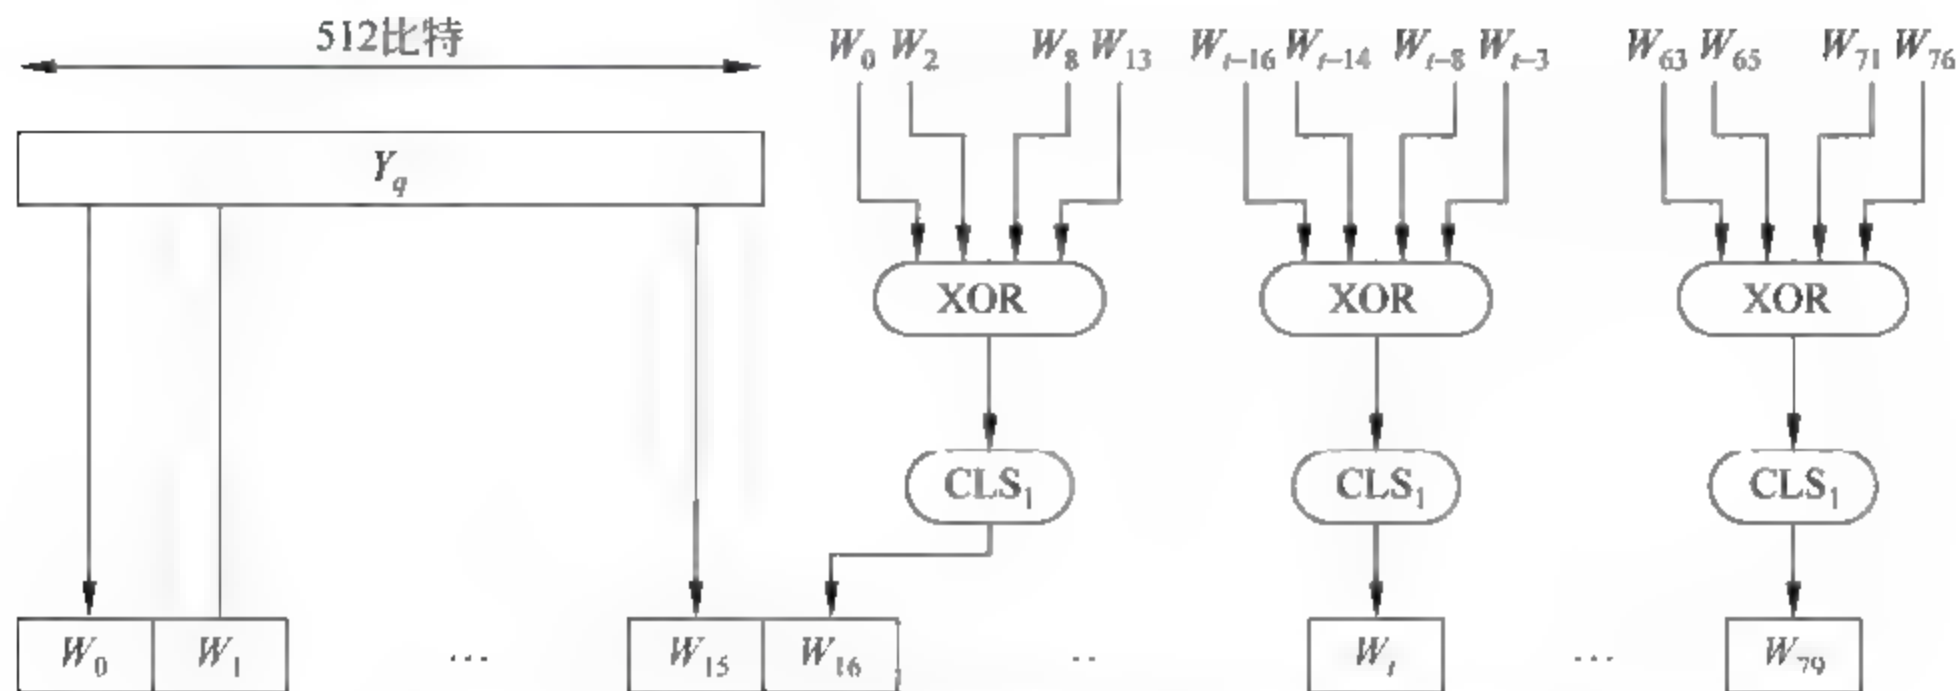 512比特
W₀ W₂ W₈ W₁₃ Wₜ₋₁₆ Wₜ₋₁₄ Wₜ₋₈ Wₜ₋₃ W₆₃ W₆₅ W₇₁ W₇₆
Y_q
XOR XOR XOR
CLS₁ CLS₁ CLS₁
W₀ W₁ ... W₁₅ W₁₆ .. Wₜ ... W₇₉